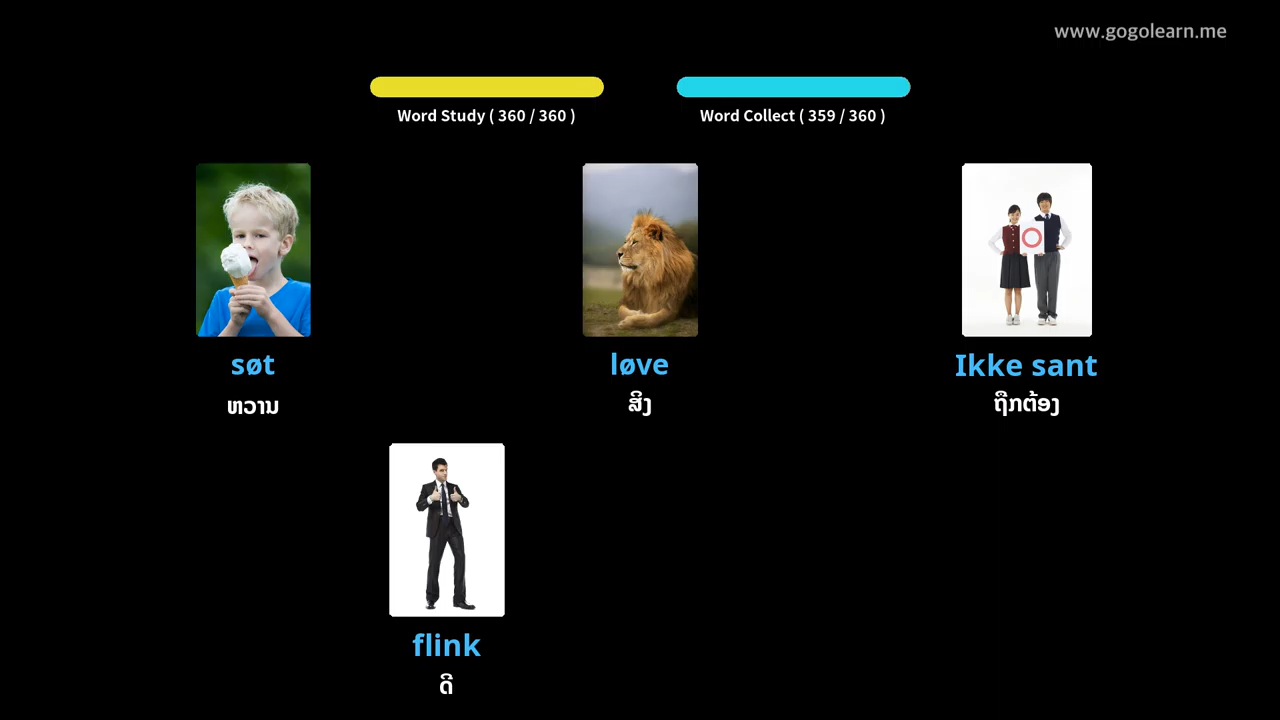 www.gogolearn.me
Word Study ( 360 / 360 )
Word Collect ( 359 / 360 )
søt
ຫວານ
løve
ສິງ
Ikke sant
ຖືກຕ້ອງ
flink
ດີ